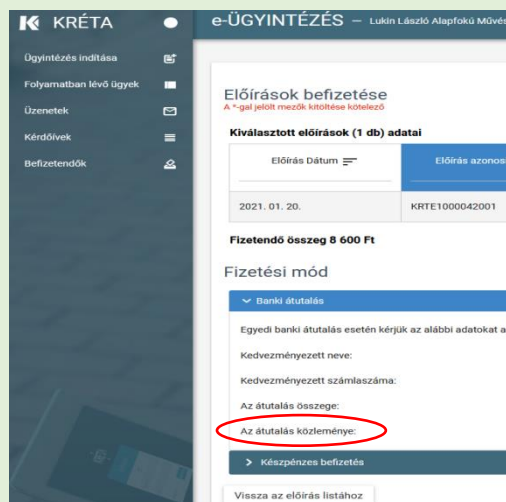 KRÉTA
e-ÜGYINTÉZÉS – Lukin László Alapfokú
Ügyintézés indítása
Folyamatban lévő ügyek
Üzenetek
Kérdőívek
Befizetendők
Előírások befizetése
A *-gal jelölt mezők kitöltése kötelező
Kiválasztott előírások (1 db) adatai
Előírás Dátum
Előírás
2021. 01. 20.
KRTE1000042001
Fizetendő összeg 8 600 Ft
Fizetési mód
Banki átutalás
Egyedi banki átutalás esetén kérjük az alábbi adatokat a
Kedvezményezett neve:
Kedvezményezett számlaszáma:
Az átutalás összege:
Az átutalás közleménye:
Készpénzes befizetés
Vissza az előírás listához